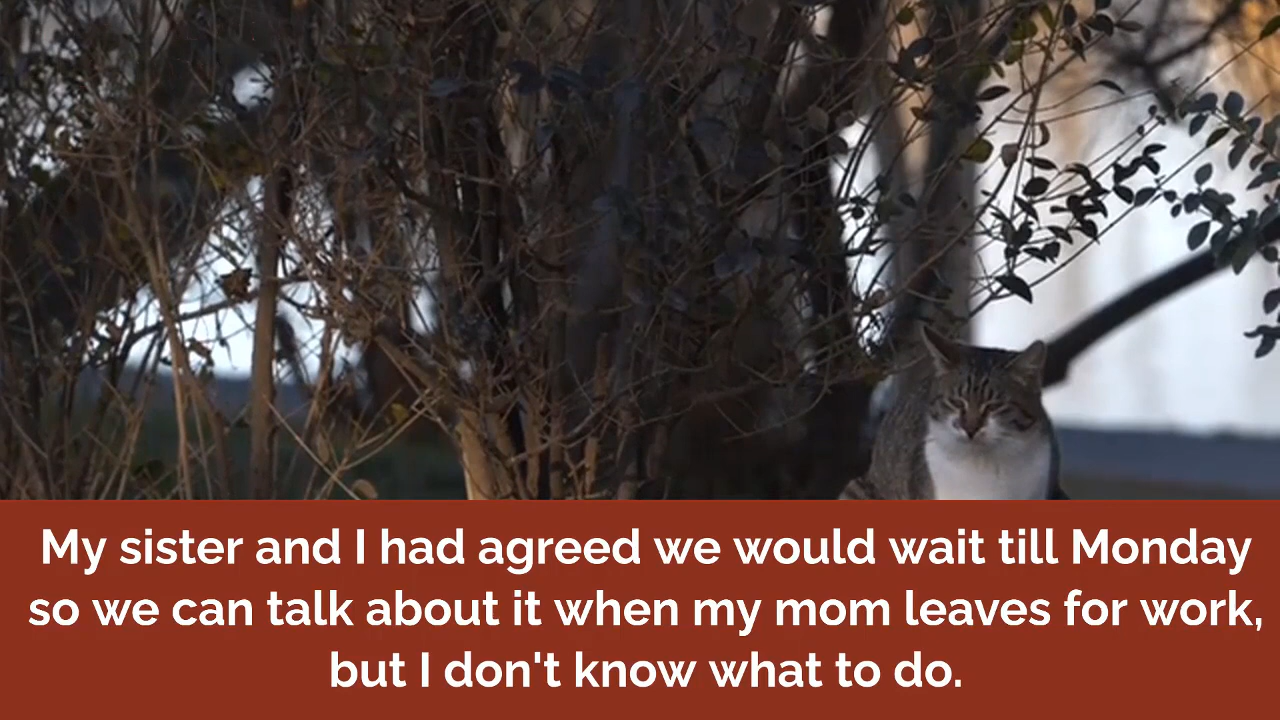 My sister and I had agreed we would wait till Monday
so we can talk about it when my mom leaves for work,
but I don't know what to do.